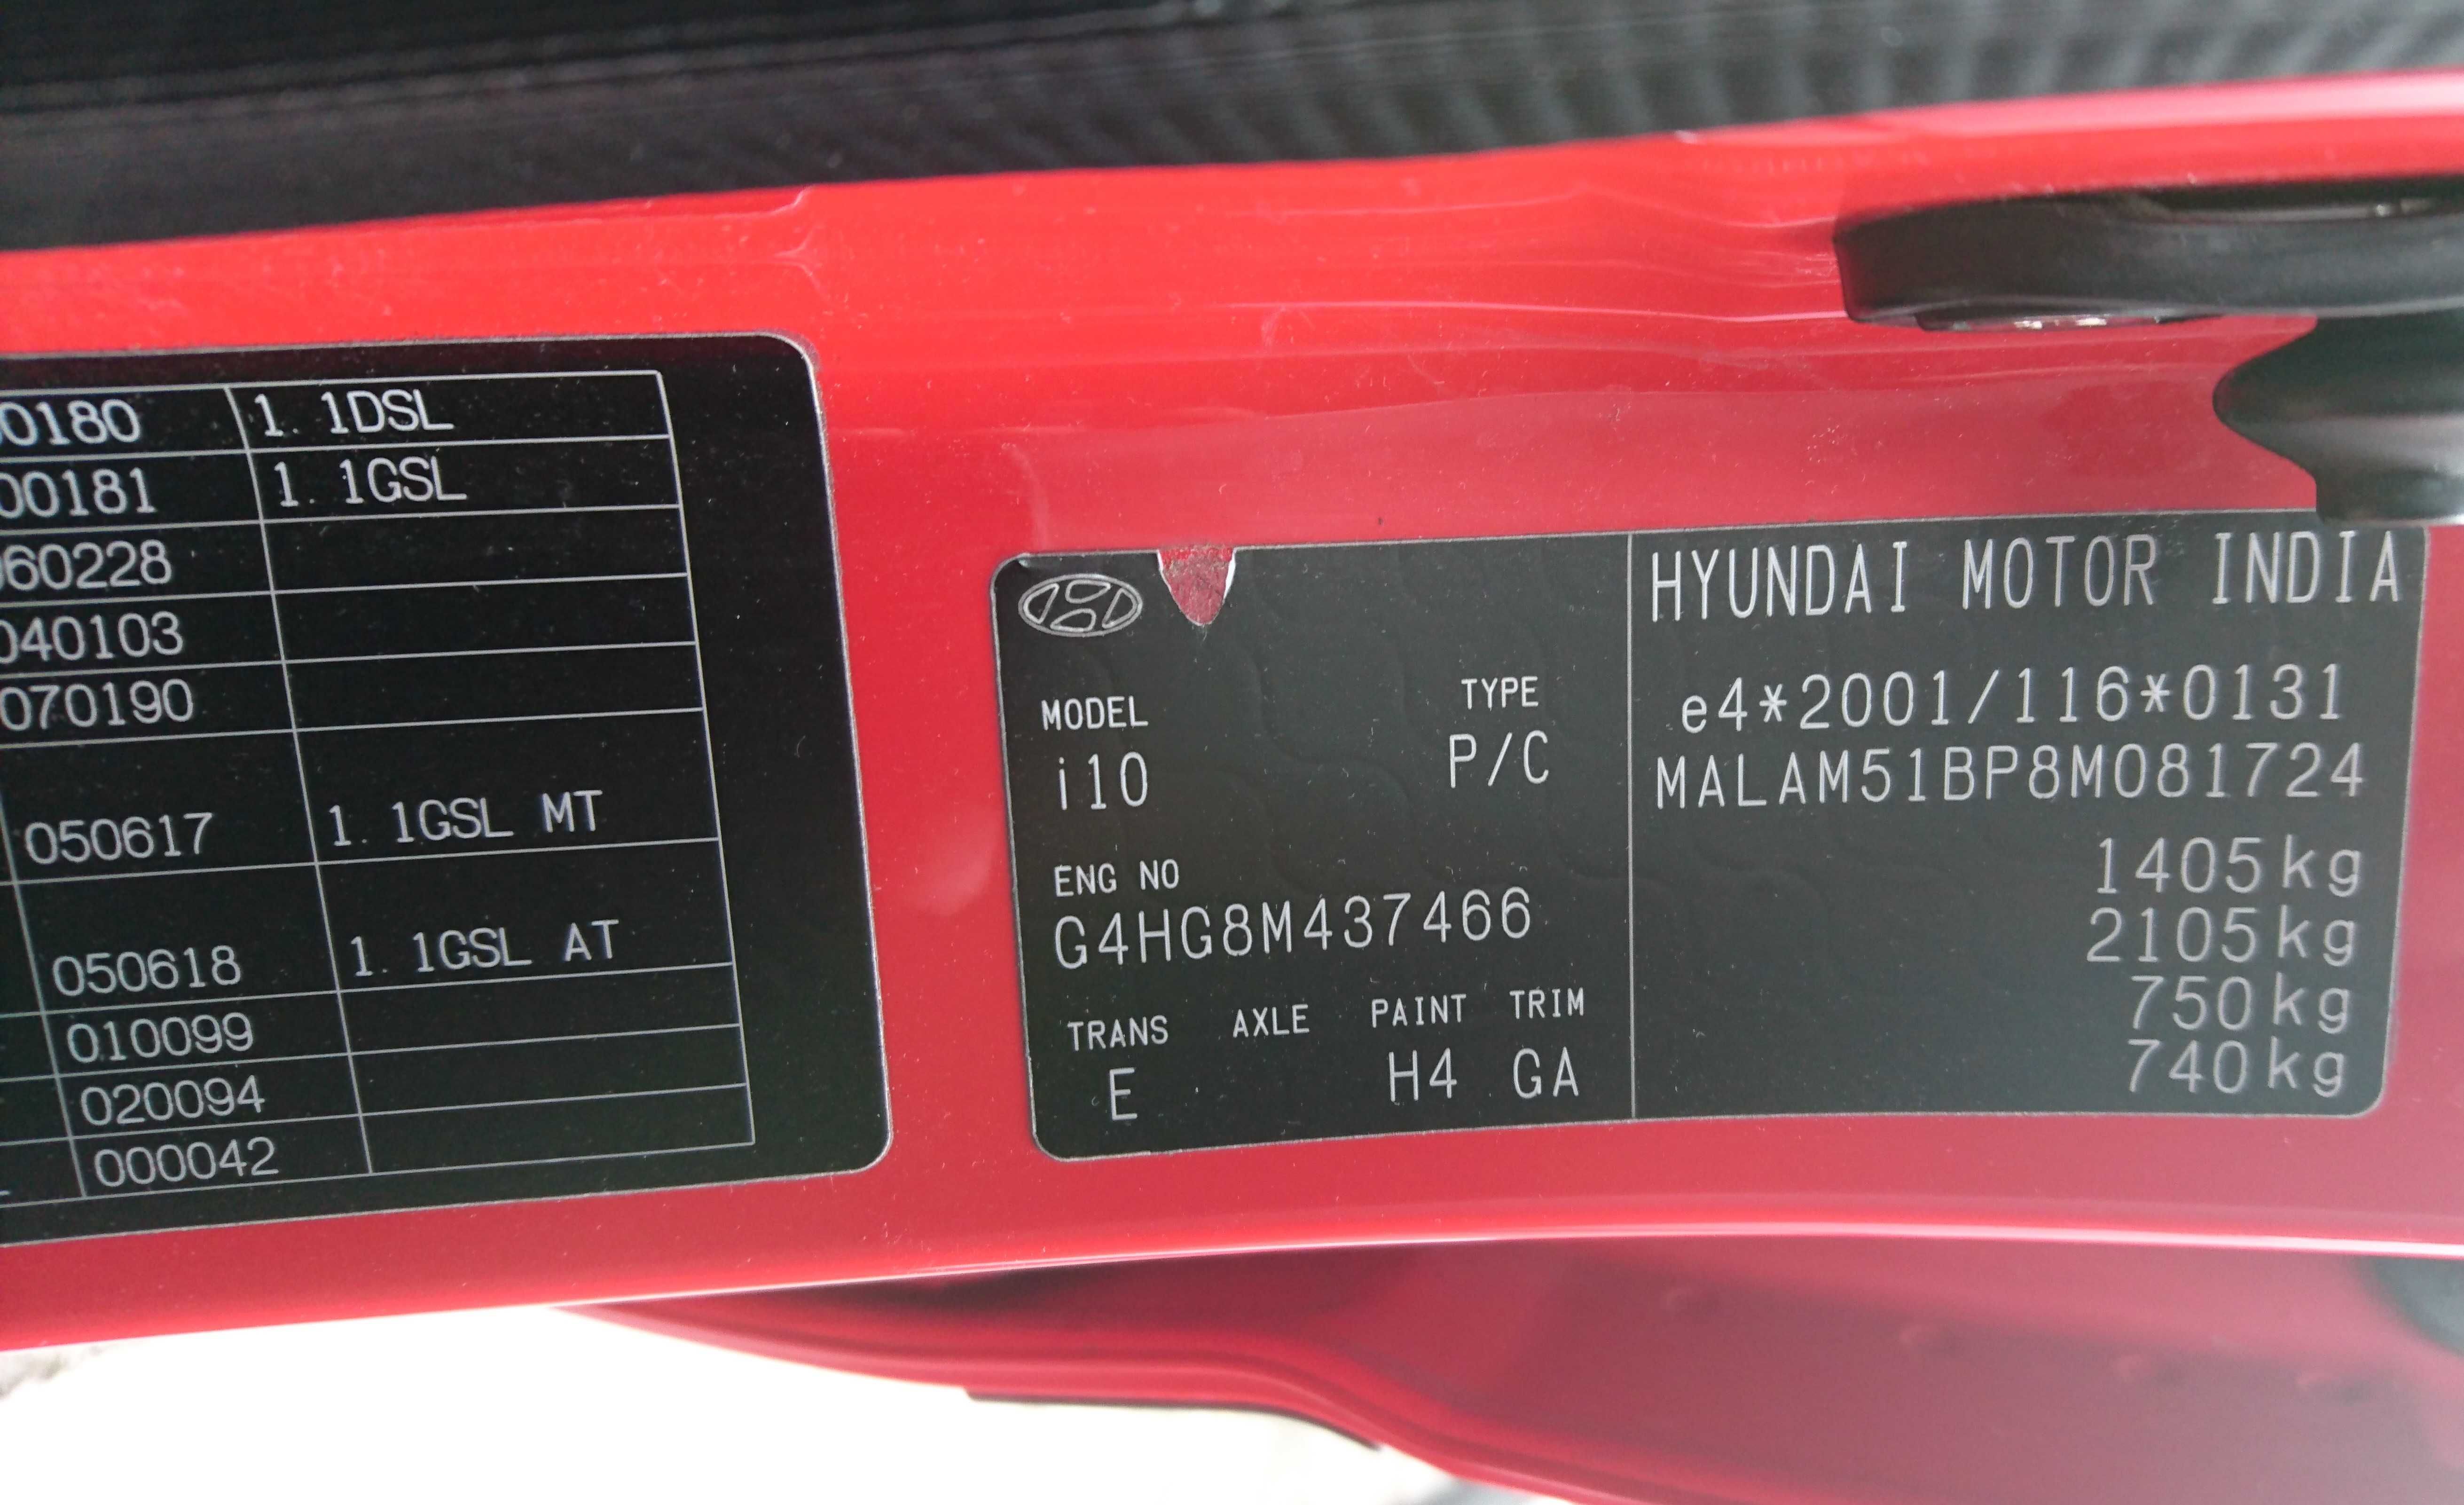 0180 1. 1DSL
00181 1. 1GSL
060228
040103
070190
050617 1. 1GSL MT
050618 1. 1GSL AT
010099
020094
000042
MODEL TYPE
i10 P/C
ENG NO
G4HG8M437466
TRANS AXLE PAINT TRIM
E H4 GA
HYUNDAI MOTOR INDIA
e4*2001/116*0131
MALAM51BP8M081724
1405kg
2105kg
750kg
740kg